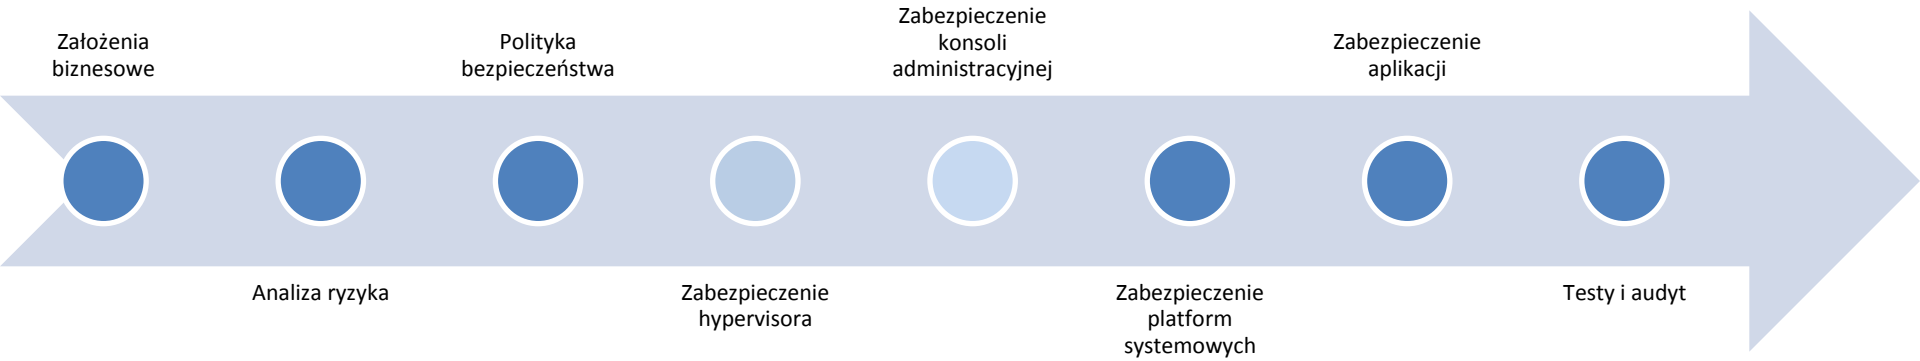 Założenia
biznesowe
Analiza ryzyka
Polityka
bezpieczeństwa
Zabezpieczenie
hypervisora
Zabezpieczenie
konsoli
administracyjnej
Zabezpieczenie
platform
systemowych
Zabezpieczenie
aplikacji
Testy i audyt